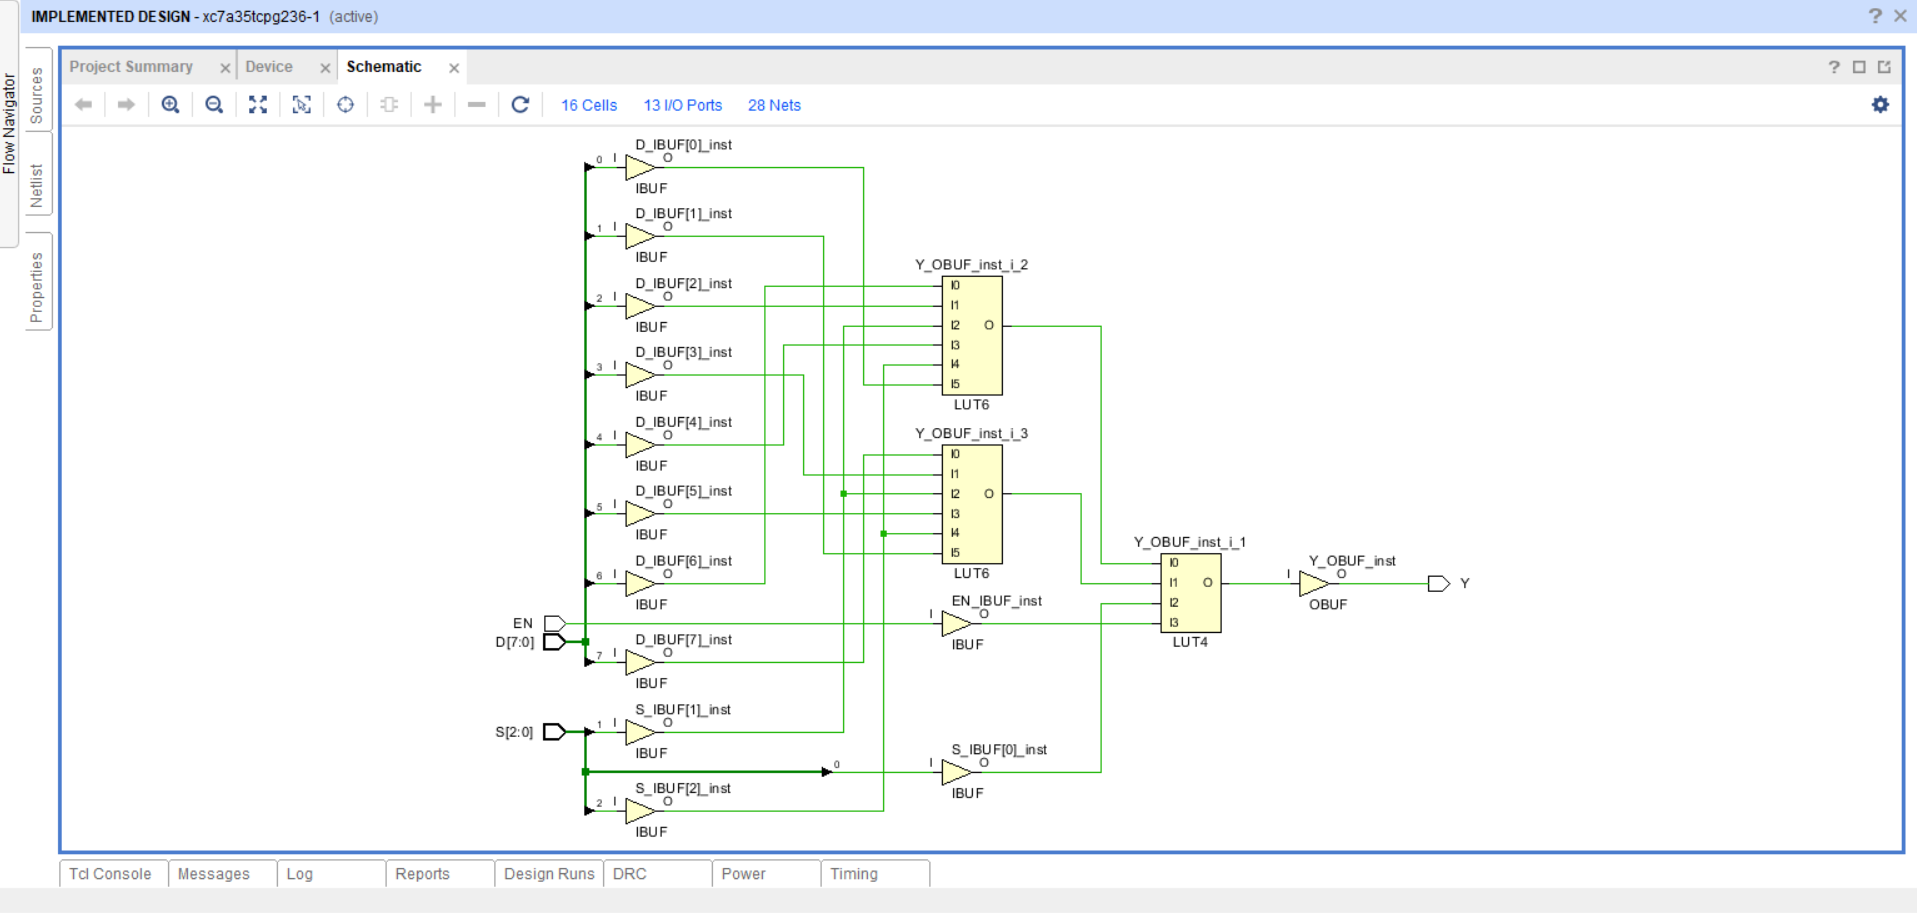 IMPLEMENTED DESIGN - xc7a35tcpg236-1 (active)
Flow Navigator
Sources
Netlist
Properties
Project Summary
Device
Schematic
16 Cells
13 I/O Ports
28 Nets
D_IBUF[0]_inst
0 I O
IBUF
D_IBUF[1]_inst
1 I O
IBUF
D_IBUF[2]_inst
2 I O
IBUF
D_IBUF[3]_inst
3 I O
IBUF
D_IBUF[4]_inst
4 I O
IBUF
D_IBUF[5]_inst
5 I O
IBUF
D_IBUF[6]_inst
6 I O
IBUF
EN
D[7:0]
D_IBUF[7]_inst
7 I O
IBUF
S[2:0]
S_IBUF[1]_inst
1 I O
IBUF
0
S_IBUF[2]_inst
2 I O
IBUF
Y_OBUF_inst_i_2
I0
I1
I2 O
I3
I4
I5
LUT6
Y_OBUF_inst_i_3
I0
I1
I2 O
I3
I4
I5
LUT6
EN_IBUF_inst
I O
IBUF
S_IBUF[0]_inst
I O
IBUF
Y_OBUF_inst_i_1
I0
I1 O
I2
I3
LUT4
Y_OBUF_inst
I O
OBUF
Y
Tcl Console
Messages
Log
Reports
Design Runs
DRC
Power
Timing